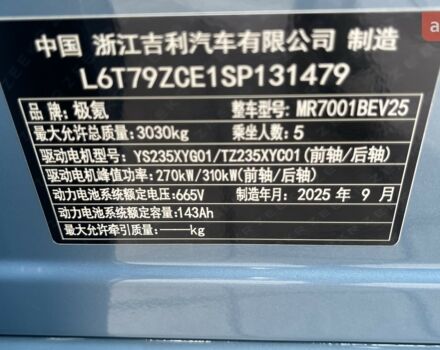 中国 浙江吉利汽车有限公司 制造
L6T79ZCE1SP131479
品牌:极氪 整车型号:MR7001BEV25
最大允许总质量:3030kg 乘坐人数:5
驱动电机型号:YS235XYG01/TZ235XYC01(前轴/后轴)
驱动电机峰值功率:270kW/310kW(前轴/后轴)
动力电池系统额定电压:665V 制造年月:2025 年 9 月
动力电池系统额定容量:143Ah
最大允许牵引质量:——kg
a